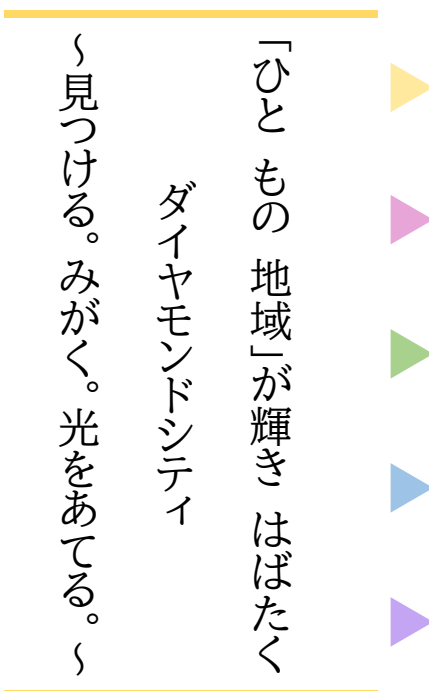 「ひと もの 地域」が輝き はばたく
ダイヤモンドシティ
～見つける。みがく。光をあてる。～